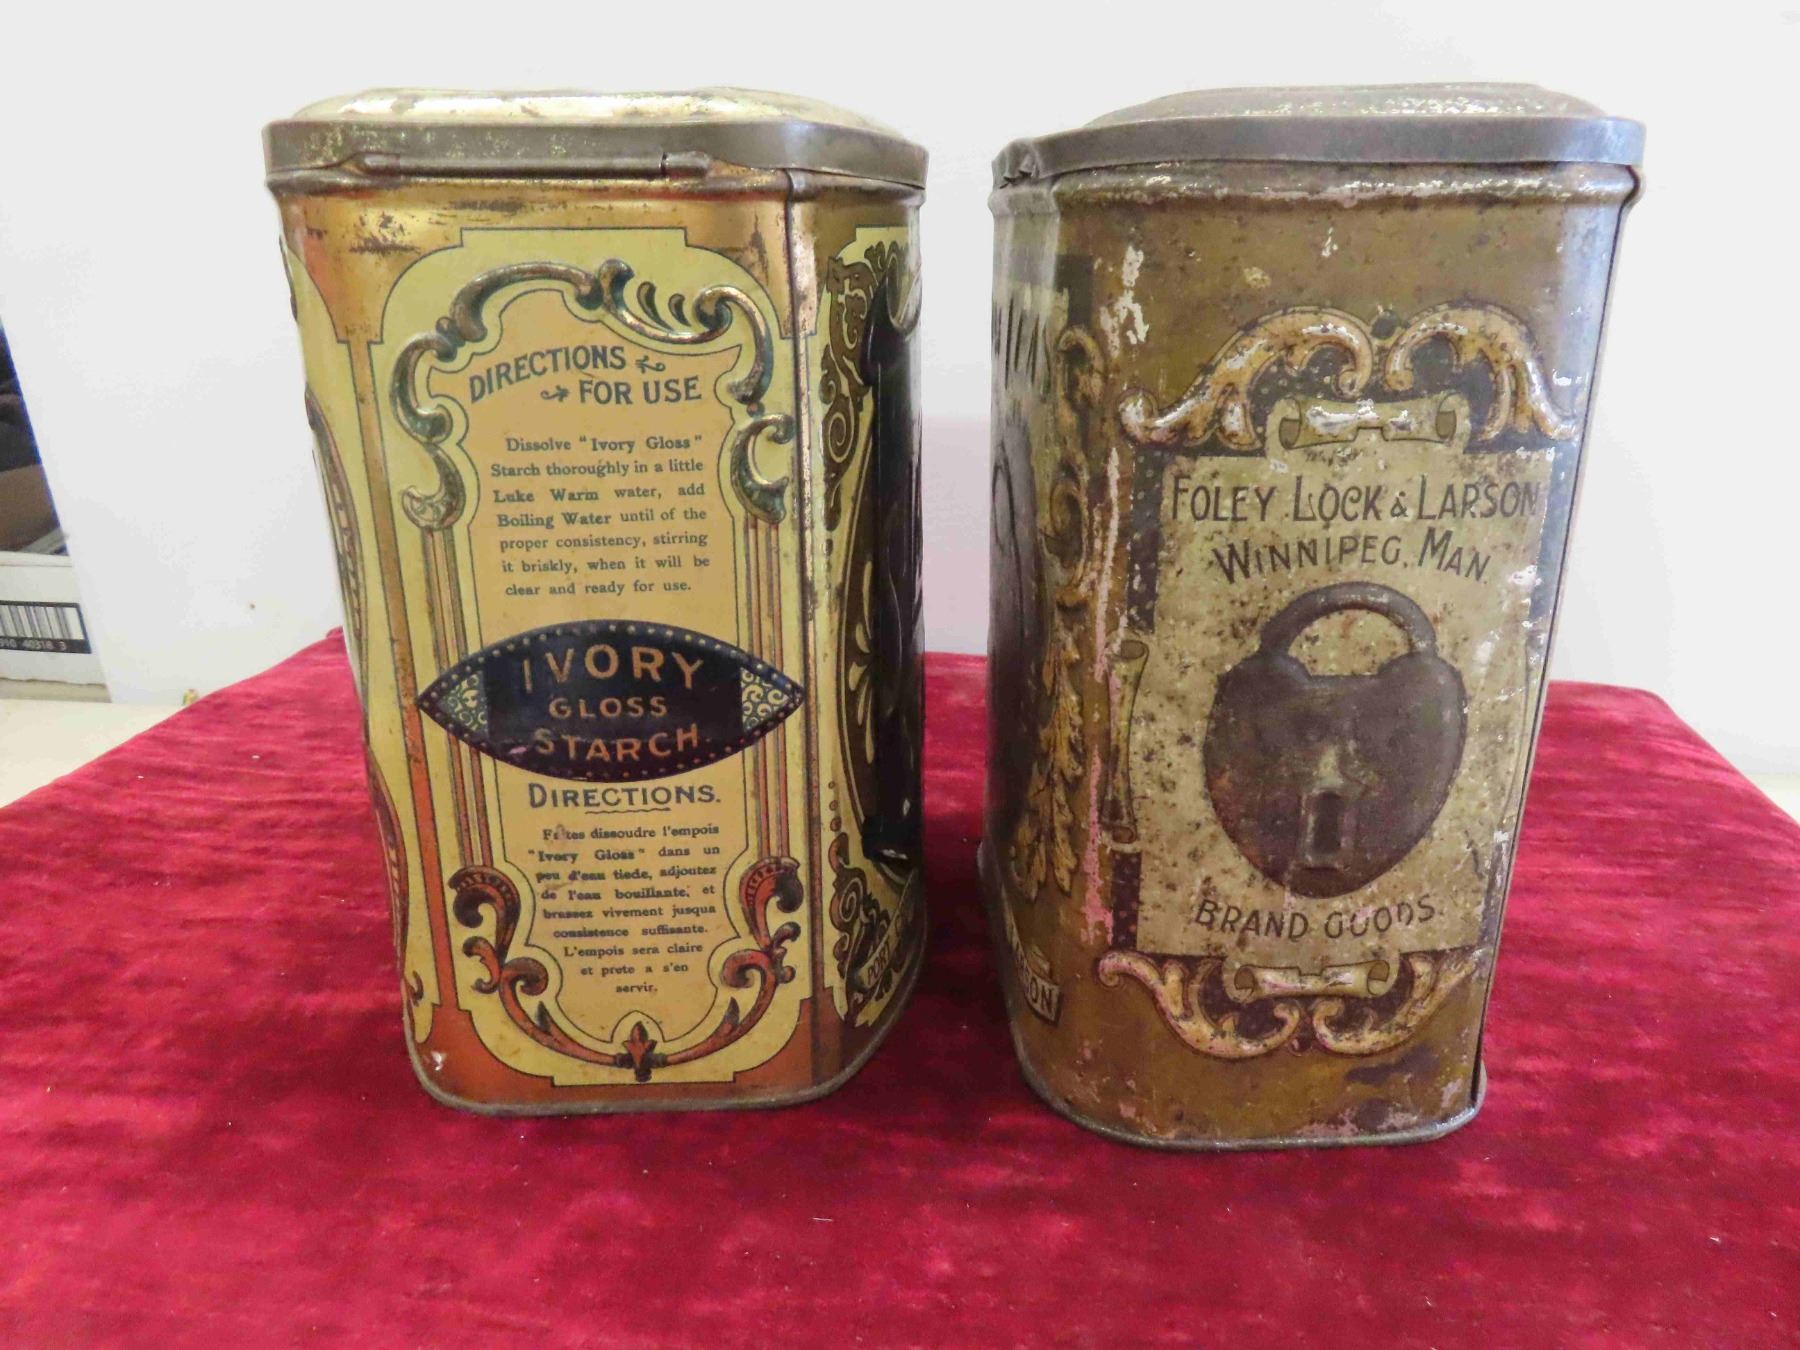 DIRECTIONS
FOR USE
Dissolve "Ivory Gloss"
Starch thoroughly in a little
Luke Warm water, add
Boiling Water until of the
proper consistency, stirring
it briskly, when it will be
clear and ready for use.
IVORY
GLOSS
STARCH.
DIRECTIONS.
Faites dissoudre l'empois
"Ivory Gloss" dans un
peu d'eau tiede, adjoutez
de l'eau bouillante, et
brassez vivement jusqua
consistence suffisante.
L'empois sera claire
et prete a s'en
servir.
PORT
FOLEY LOCK & LARSON
WINNIPEG, MAN.
BRAND GOODS.